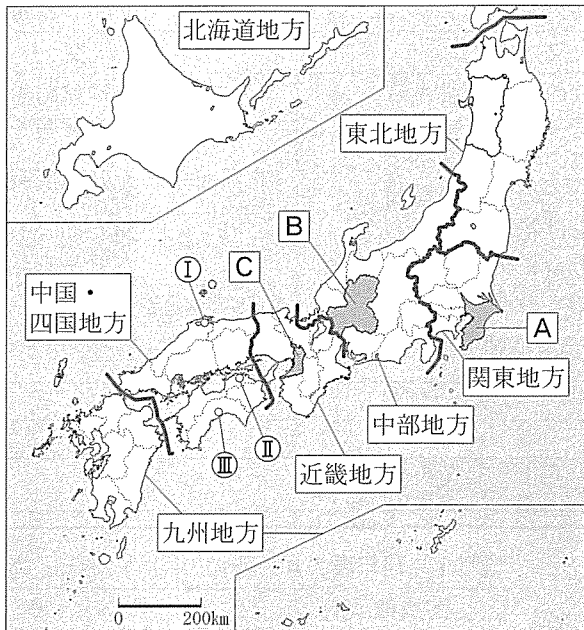 北海道地方
東北地方
B
Ⅰ
C
中国・
四国地方
A
関東地方
中部地方
Ⅱ
Ⅲ
近畿地方
九州地方
0
200km